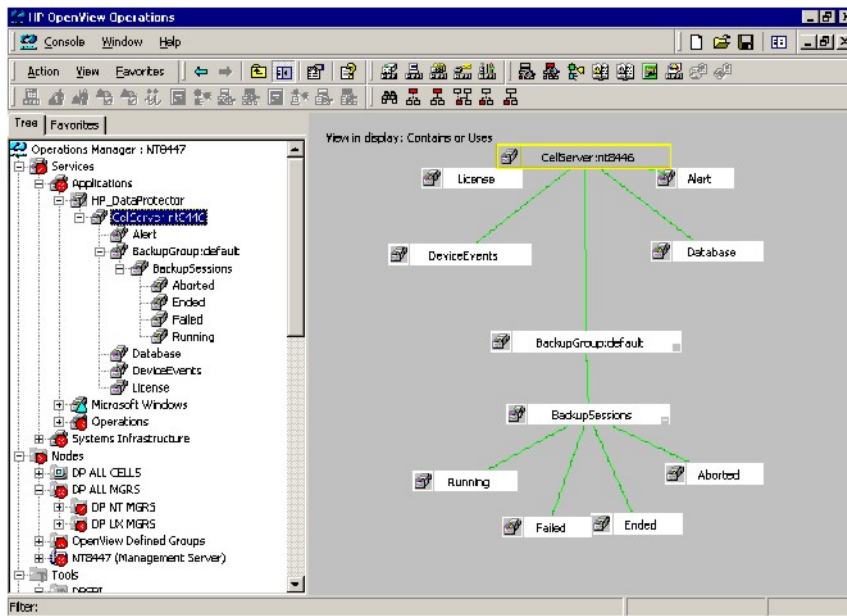 HP OpenView Operations
Console Window Help
Action View Favorites
Tree Favorites
Operations Manager : NT8447
Services
Applications
HP_DataProtector
Alert
BackupGroup:default
BackupSessions
Aborted
Ended
Failed
Running
Database
DeviceEvents
License
Microsoft Windows
Operations
Systems Infrastructure
Nodes
DP ALL CELLS
DP ALL MGRS
DP NT MGRS
DP UX MGRS
OpenView Defined Groups
NT8447 (Management Server)
Tools
View in display: Contains or Uses
CellServer:nt8446
License
Alert
DeviceEvents
Database
BackupGroup:default
BackupSessions
Running
Aborted
Failed
Ended
Filter: